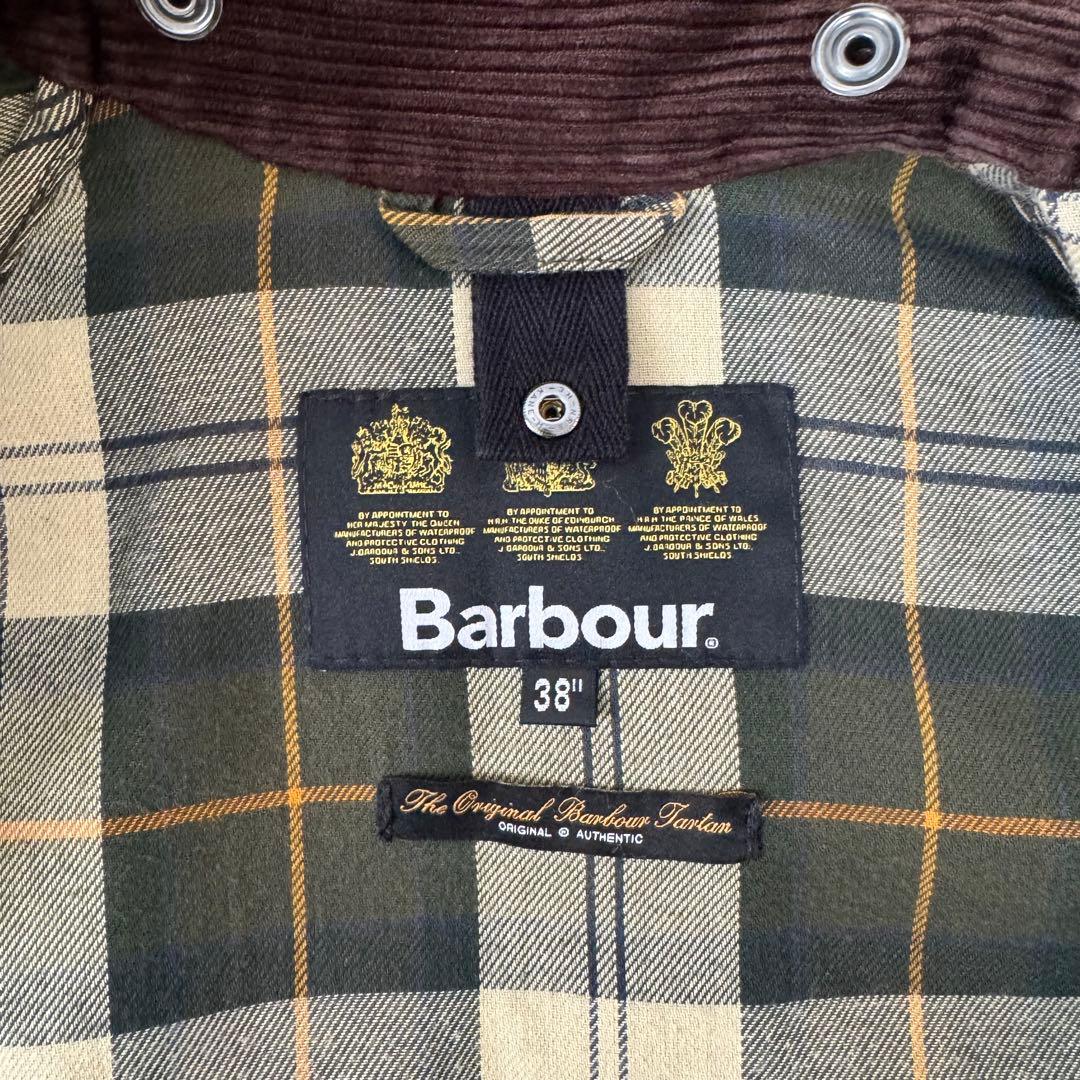 BY APPOINTMENT TO
HER MAJESTY THE QUEEN
MANUFACTURERS OF WATERPROOF
AND PROTECTIVE CLOTHING
J. BARBOUR & SONS LTD.,
SOUTH SHIELDS
BY APPOINTMENT TO
H.R.H. THE DUKE OF EDINBURGH
MANUFACTURERS OF WATERPROOF
AND PROTECTIVE CLOTHING
J. BARBOUR & SONS LTD.,
SOUTH SHIELDS.
BY APPOINTMENT TO
H.R.H THE PRINCE OF WALES
MANUFACTURERS OF WATERPROOF
AND PROTECTIVE CLOTHING
J. BARBOUR & SONS LTD.,
SOUTH SHIELDS.
Barbour®
38"
The Original Barbour Tartan
ORIGINAL © AUTHENTIC